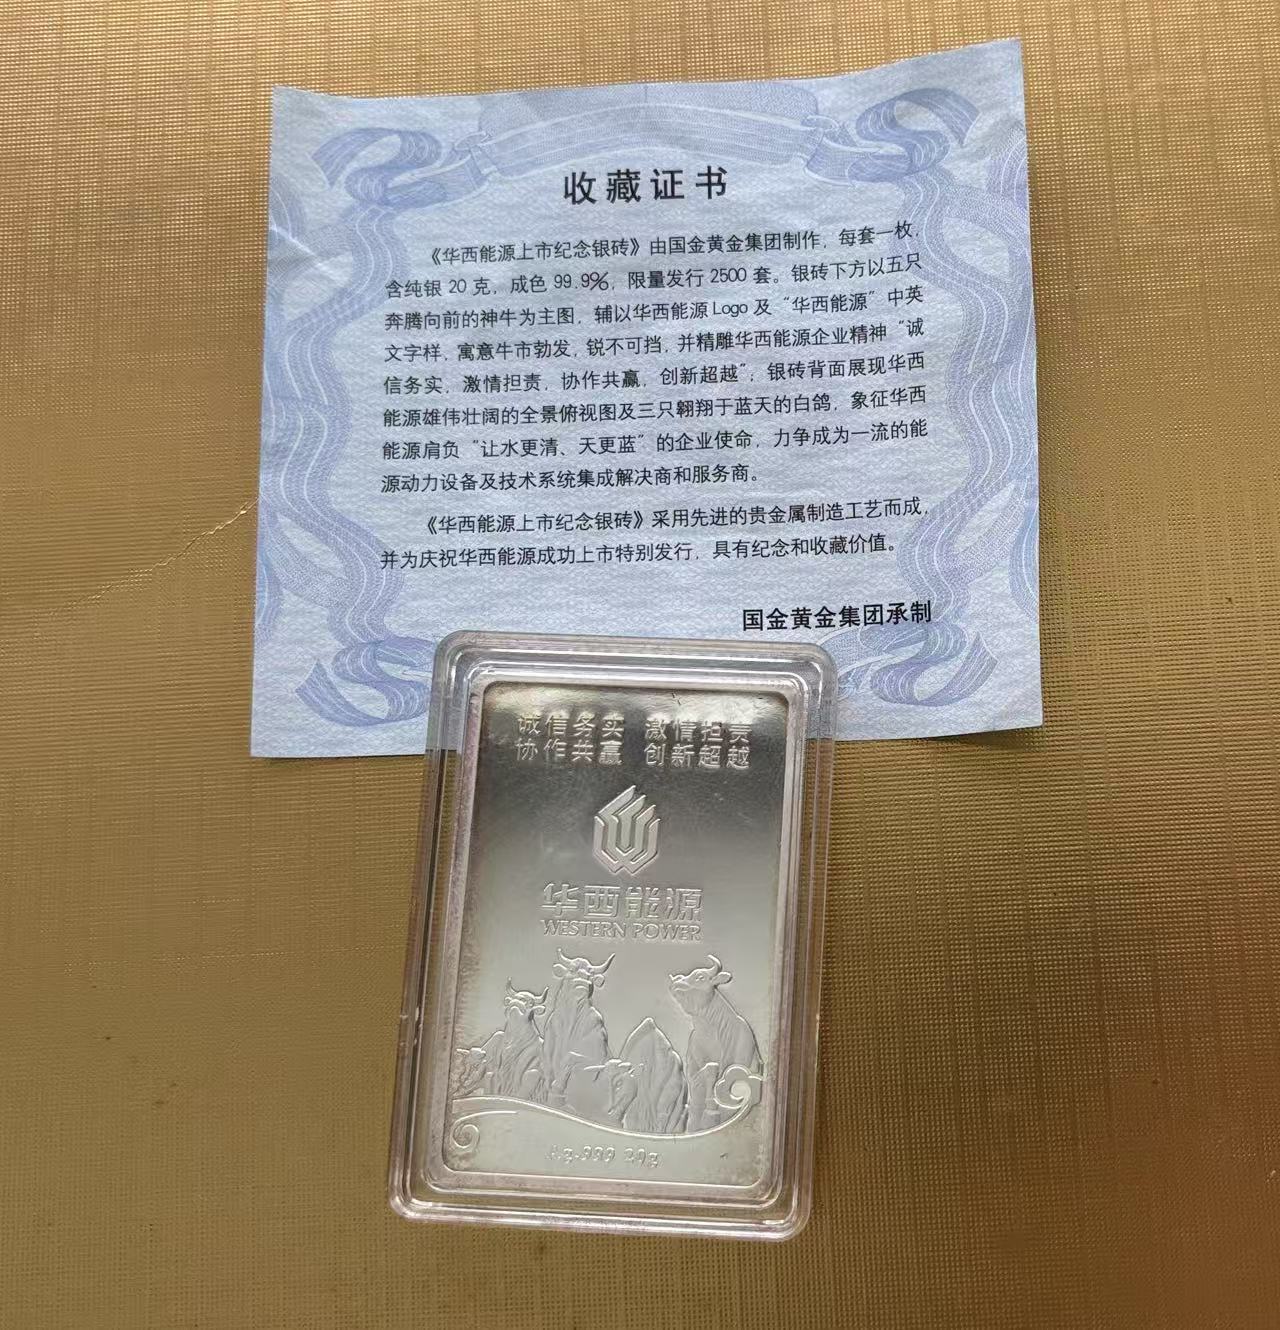 收藏证书
《华西能源上市纪念银砖》由国金黄金集团制作，每套一枚，
含纯银 20 克，成色 99.9%，限量发行 2500 套。银砖下方以五只
奔腾向前的神牛为主图，辅以华西能源 Logo 及“华西能源”中英
文字样，寓意牛市勃发，锐不可挡，并精雕华西能源企业精神“诚
信务实，激情担责，协作共赢，创新超越”；银砖背面展现华西
能源雄伟壮阔的全景俯视图及三只翱翔于蓝天的白鸽，象征华西
能源肩负“让水更清、天更蓝”的企业使命，力争成为一流的能
源动力设备及技术系统集成解决商和服务商。
《华西能源上市纪念银砖》采用先进的贵金属制造工艺而成，
并为庆祝华西能源成功上市特别发行，具有纪念和收藏价值。
国金黄金集团承制
诚信务实 激情担责
协作共赢 创新超越
华西能源
WESTERN POWER
Ag.999 20g